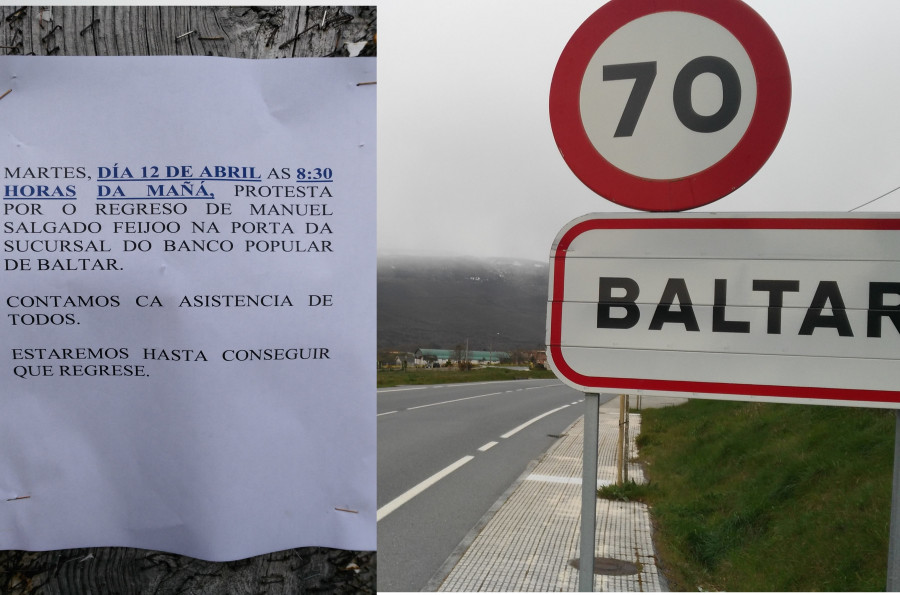 MARTES, DÍA 12 DE ABRIL AS 8:30
HORAS DA MAÑÁ, PROTESTA
POR O REGRESO DE MANUEL
SALGADO FEIJOO NA PORTA DA
SUCURSAL DO BANCO POPULAR
DE BALTAR.
CONTAMOS CA ASISTENCIA DE
TODOS.
ESTAREMOS HASTA CONSEGUIR
QUE REGRESE.
70
BALTAR